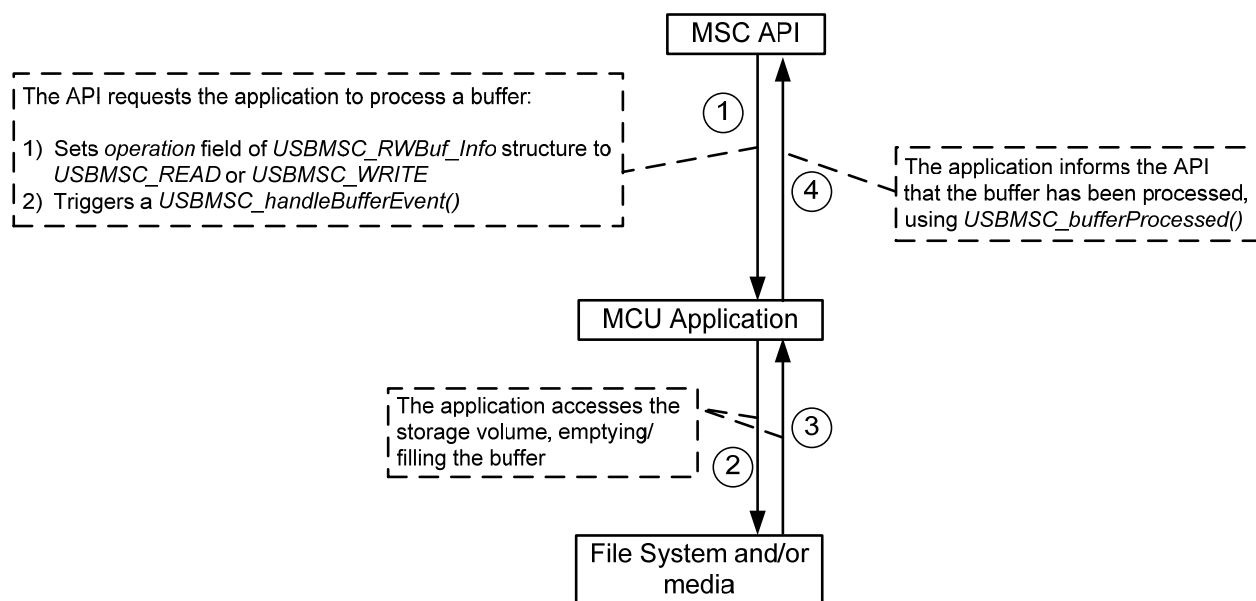 MSC API
The API requests the application to process a buffer:
1) Sets operation field of USBMSC_RWBuf_Info structure to
USBMSC_READ or USBMSC_WRITE
2) Triggers a USBMSC_handleBufferEvent()
1
4
The application informs the API
that the buffer has been processed,
using USBMSC_bufferProcessed()
MCU Application
The application accesses the
storage volume, emptying/
filling the buffer
2
3
File System and/or
media